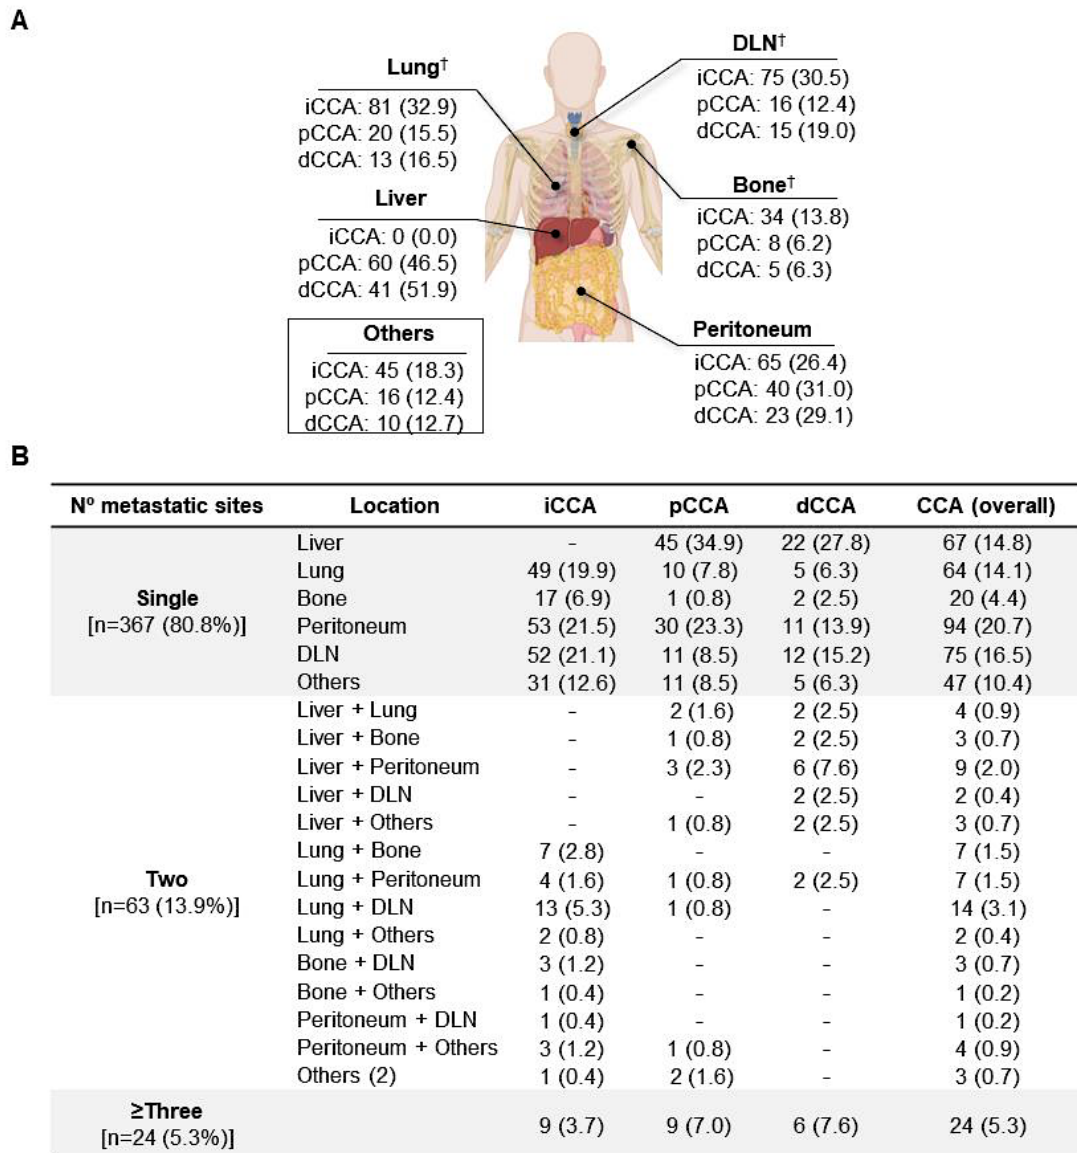 A
Lung†
iCCA: 81 (32.9)
pCCA: 20 (15.5)
dCCA: 13 (16.5)
DLN†
iCCA: 75 (30.5)
pCCA: 16 (12.4)
dCCA: 15 (19.0)
Liver
iCCA: 0 (0.0)
pCCA: 60 (46.5)
dCCA: 41 (51.9)
Bone†
iCCA: 34 (13.8)
pCCA: 8 (6.2)
dCCA: 5 (6.3)
Others
iCCA: 45 (18.3)
pCCA: 16 (12.4)
dCCA: 10 (12.7)
Peritoneum
iCCA: 65 (26.4)
pCCA: 40 (31.0)
dCCA: 23 (29.1)
B
Nº metastatic sites Location iCCA pCCA dCCA CCA (overall)
Single
[n=367 (80.8%)]
Liver - 45 (34.9) 22 (27.8) 67 (14.8)
Lung 49 (19.9) 10 (7.8) 5 (6.3) 64 (14.1)
Bone 17 (6.9) 1 (0.8) 2 (2.5) 20 (4.4)
Peritoneum 53 (21.5) 30 (23.3) 11 (13.9) 94 (20.7)
DLN 52 (21.1) 11 (8.5) 12 (15.2) 75 (16.5)
Others 31 (12.6) 11 (8.5) 5 (6.3) 47 (10.4)
Two
[n=63 (13.9%)]
Liver + Lung - 2 (1.6) 2 (2.5) 4 (0.9)
Liver + Bone - 1 (0.8) 2 (2.5) 3 (0.7)
Liver + Peritoneum - 3 (2.3) 6 (7.6) 9 (2.0)
Liver + DLN - - 2 (2.5) 2 (0.4)
Liver + Others - 1 (0.8) 2 (2.5) 3 (0.7)
Lung + Bone 7 (2.8) - - 7 (1.5)
Lung + Peritoneum 4 (1.6) 1 (0.8) 2 (2.5) 7 (1.5)
Lung + DLN 13 (5.3) 1 (0.8) - 14 (3.1)
Lung + Others 2 (0.8) - - 2 (0.4)
Bone + DLN 3 (1.2) - - 3 (0.7)
Bone + Others 1 (0.4) - - 1 (0.2)
Peritoneum + DLN 1 (0.4) - - 1 (0.2)
Peritoneum + Others 3 (1.2) 1 (0.8) - 4 (0.9)
Others (2) 1 (0.4) 2 (1.6) - 3 (0.7)
≥Three
[n=24 (5.3%)]
9 (3.7) 9 (7.0) 6 (7.6) 24 (5.3)